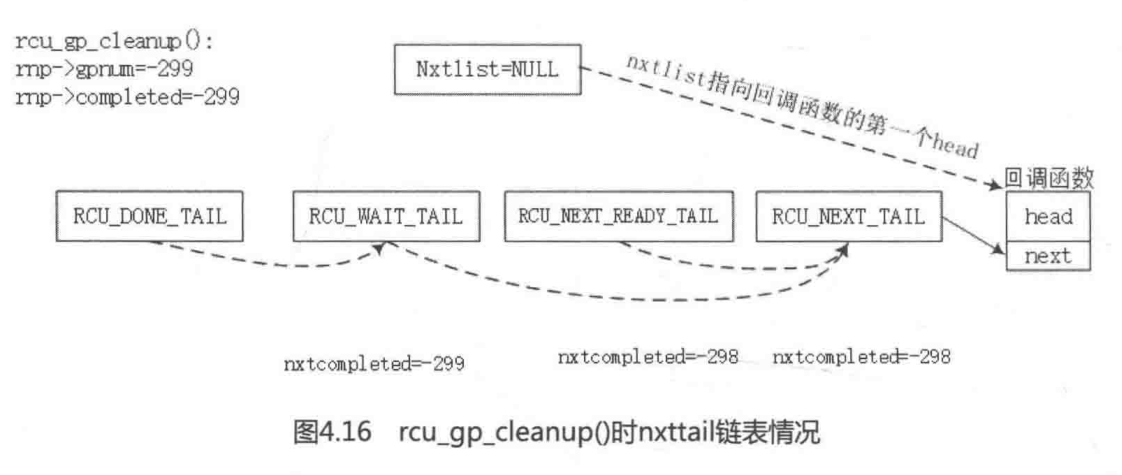 rcu_gp_cleanup():
rnp->gpnum=-299
rnp->completed=-299
Nxtlist=NULL
nxtlist指向回调函数的第一个head
回调函数
RCU_DONE_TAIL
RCU_WAIT_TAIL
RCU_NEXT_READY_TAIL
RCU_NEXT_TAIL
head
next
nxtcompleted=-299
nxtcompleted=-298
nxtcompleted=-298
图4.16 rcu_gp_cleanup()时nxttail链表情况